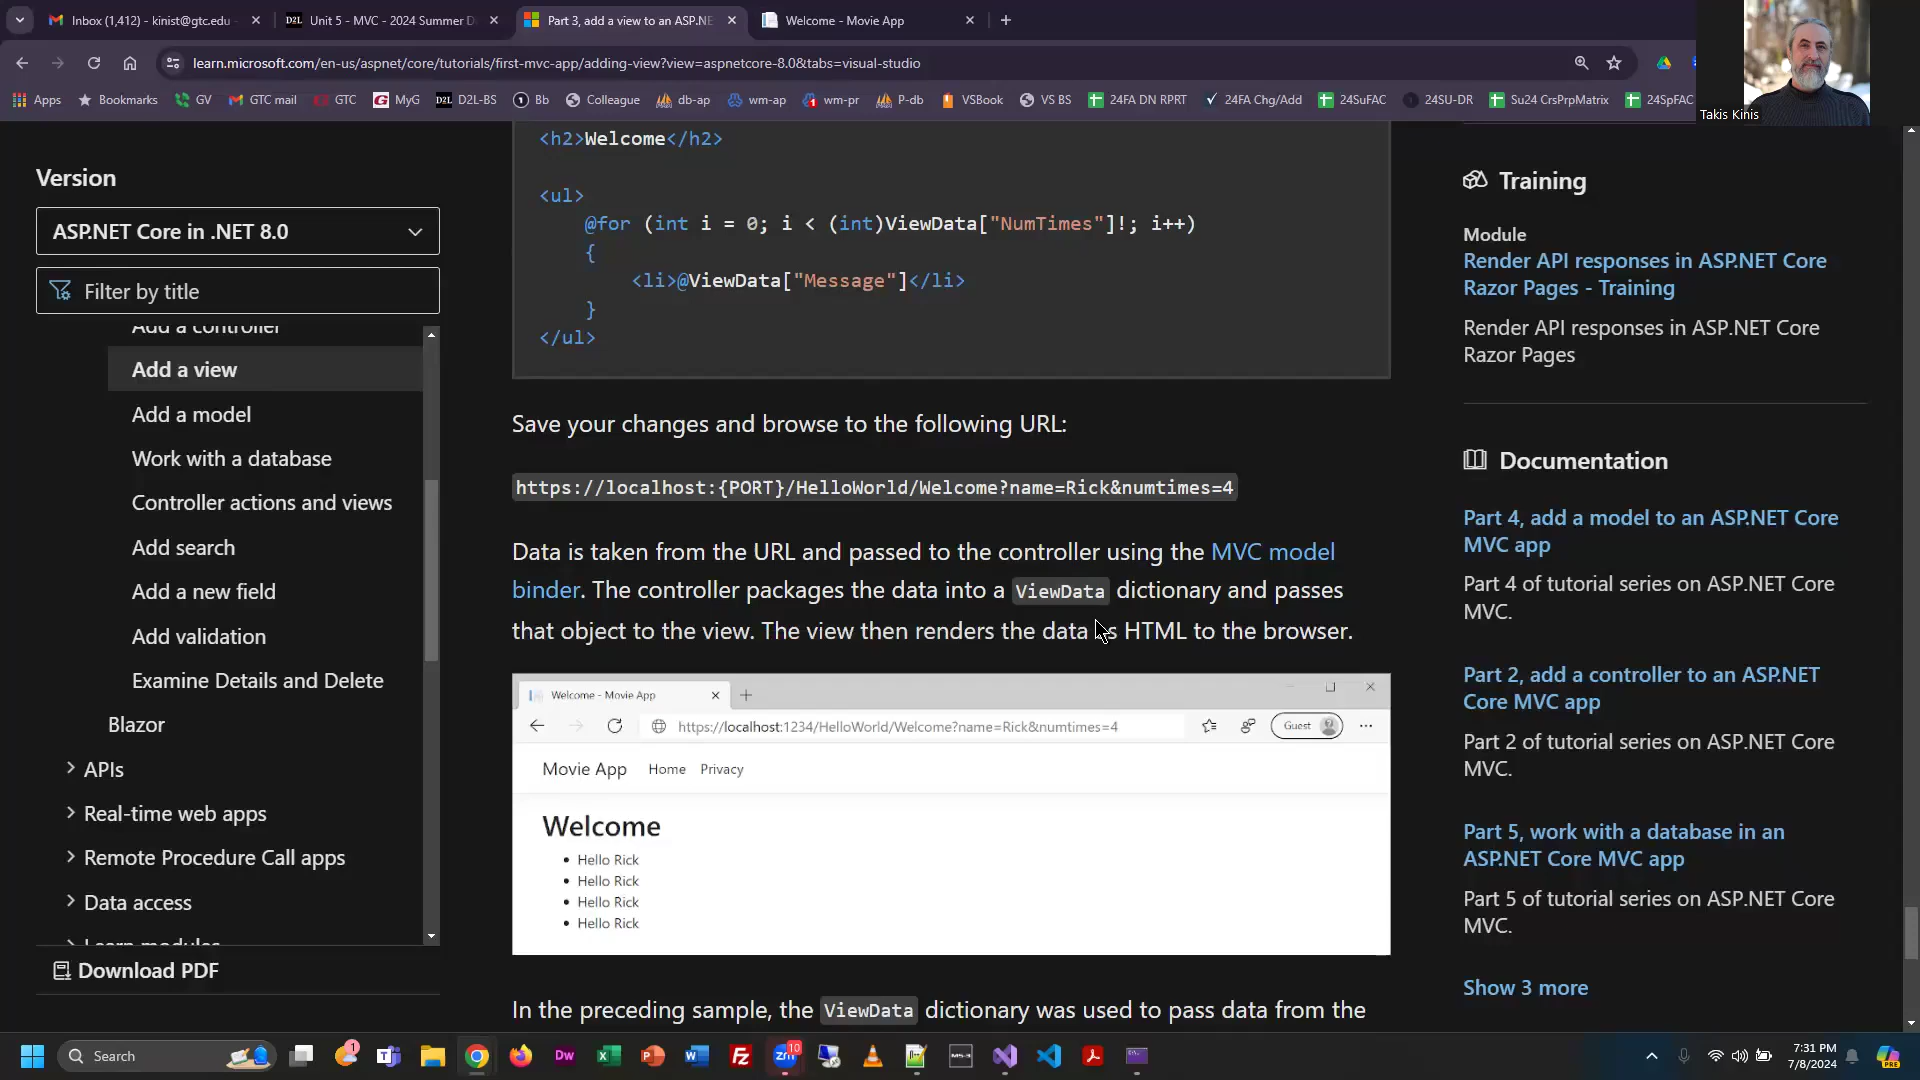 Inbox (1,412) - kinist@gtc.edu -
D2L Unit 5 - MVC - 2024 Summer D
Part 3, add a view to an ASP.NE
Welcome - Movie App
learn.microsoft.com/en-us/aspnet/core/tutorials/first-mvc-app/adding-view?view=aspnetcore-8.0&tabs=visual-studio
Apps
Bookmarks
GV
GTC mail
GTC
MyG
D2L D2L-BS
Bb
Colleague
db-ap
wm-ap
wm-pr
P-db
VSBook
VS BS
24FA DN RPRT
24FA Chg/Add
24SuFAC
24SU-DR
Su24 CrsPrpMatrix
24SpFAC
Takis Kinis
Version
ASP.NET Core in .NET 8.0
Filter by title
Add a controller
Add a view
Add a model
Work with a database
Controller actions and views
Add search
Add a new field
Add validation
Examine Details and Delete
Blazor
APIs
Real-time web apps
Remote Procedure Call apps
Data access
Learn modules
Download PDF
<h2>Welcome</h2>
<ul>
@for (int i = 0; i < (int)ViewData["NumTimes"]!; i++)
{
<li>@ViewData["Message"]</li>
}
</ul>
Save your changes and browse to the following URL:
https://localhost:{PORT}/HelloWorld/Welcome?name=Rick&numtimes=4
Data is taken from the URL and passed to the controller using the MVC model
binder. The controller packages the data into a ViewData dictionary and passes
that object to the view. The view then renders the data as HTML to the browser.
Welcome - Movie App
https://localhost:1234/HelloWorld/Welcome?name=Rick&numtimes=4
Guest
Movie App Home Privacy
Welcome
• Hello Rick
• Hello Rick
• Hello Rick
• Hello Rick
In the preceding sample, the ViewData dictionary was used to pass data from the
Training
Module
Render API responses in ASP.NET Core
Razor Pages - Training
Render API responses in ASP.NET Core
Razor Pages
Documentation
Part 4, add a model to an ASP.NET Core
MVC app
Part 4 of tutorial series on ASP.NET Core
MVC.
Part 2, add a controller to an ASP.NET
Core MVC app
Part 2 of tutorial series on ASP.NET Core
MVC.
Part 5, work with a database in an
ASP.NET Core MVC app
Part 5 of tutorial series on ASP.NET Core
MVC.
Show 3 more
Search
1
Dw
zm
10
7:31 PM
7/8/2024
PRE